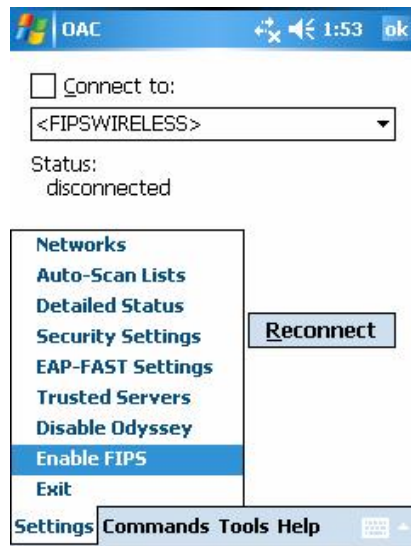 OAC 1:53 ok
Connect to:
<FIPSWIRELESS>
Status:
disconnected
Networks
Auto-Scan Lists
Detailed Status
Security Settings
Reconnect
EAP-FAST Settings
Trusted Servers
Disable Odyssey
Enable FIPS
Exit
Settings Commands Tools Help